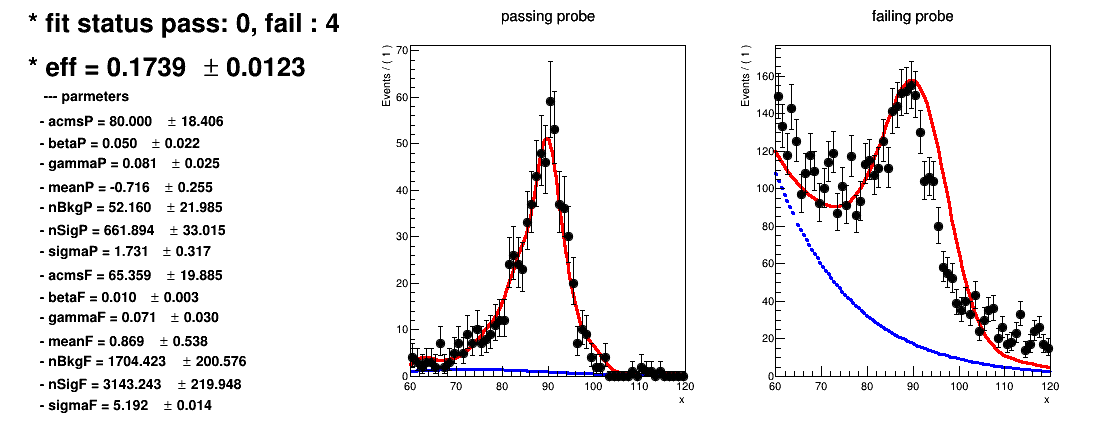 * fit status pass: 0, fail : 4
* eff = 0.1739 ± 0.0123
--- parmeters
- acmsP = 80.000 ± 18.406
- betaP = 0.050 ± 0.022
- gammaP = 0.081 ± 0.025
- meanP = -0.716 ± 0.255
- nBkgP = 52.160 ± 21.985
- nSigP = 661.894 ± 33.015
- sigmaP = 1.731 ± 0.317
- acmsF = 65.359 ± 19.885
- betaF = 0.010 ± 0.003
- gammaF = 0.071 ± 0.030
- meanF = 0.869 ± 0.538
- nBkgF = 1704.423 ± 200.576
- nSigF = 3143.243 ± 219.948
- sigmaF = 5.192 ± 0.014
passing probe
Events / ( 1 )
70
60
50
40
30
20
10
0
60 70 80 90 100 110 120
x
failing probe
Events / ( 1 )
160
140
120
100
80
60
40
20
0
60 70 80 90 100 110 120
x